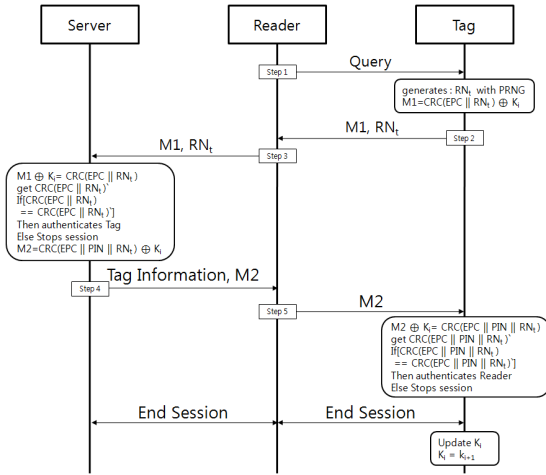 Server
Reader
Tag
Query
Step 1
generates : RNt with PRNG
M1=CRC(EPC || RNt) ⊕ Ki
M1, RNt
Step 2
M1, RNt
Step 3
M1 ⊕ Ki= CRC(EPC || RNt)
get CRC(EPC || RNt)`
If[CRC(EPC || RNt)
== CRC(EPC || RNt)`]
Then authenticates Tag
Else Stops session
M2=CRC(EPC || PIN || RNt) ⊕ Ki
Tag Information, M2
Step 4
M2
Step 5
M2 ⊕ Ki= CRC(EPC || PIN || RNt)
get CRC(EPC || PIN || RNt)`
If[CRC(EPC || PIN || RNt)
== CRC(EPC || PIN || RNt)`]
Then authenticates Reader
Else Stops session
End Session
End Session
Update Ki
Ki = ki+1